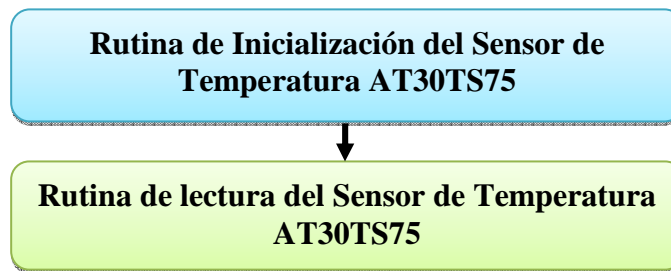 Rutina de Inicialización del Sensor de
Temperatura AT30TS75
Rutina de lectura del Sensor de Temperatura
AT30TS75